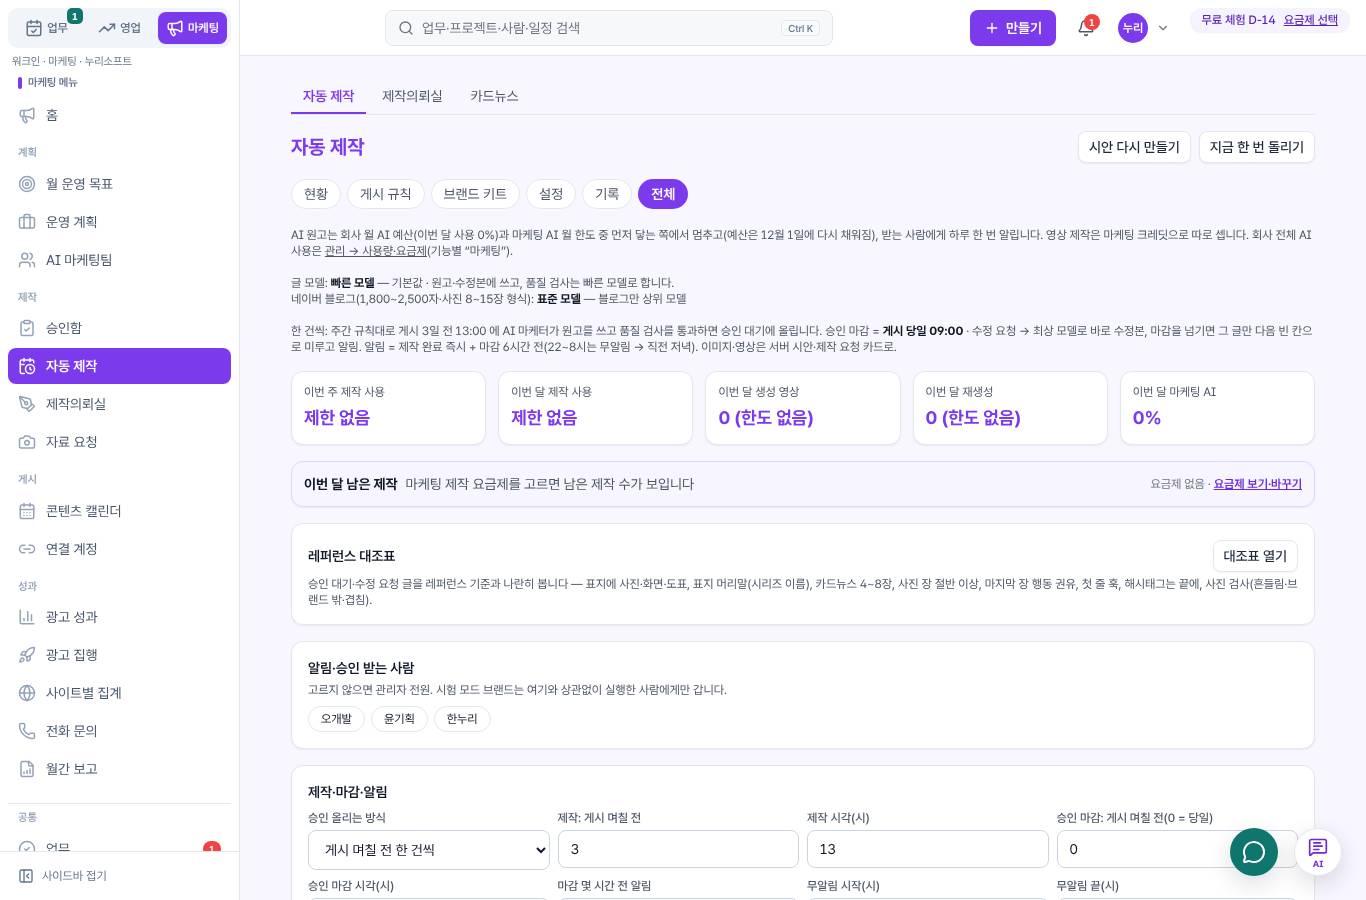 업무
1
영업
마케팅
업무·프로젝트·사람·일정 검색
Ctrl K
만들기
1
누리
무료 체험 D-14 요금제 선택
워크인 · 마케팅 · 누리소프트
마케팅 메뉴
홈
계획
월 운영 목표
운영 계획
AI 마케팅팀
제작
승인함
자동 제작
제작의뢰실
자료 요청
게시
콘텐츠 캘린더
연결 계정
성과
광고 성과
광고 집행
사이트별 집계
전화 문의
월간 보고
공통
업무
1
사이드바 접기
자동 제작
제작의뢰실
카드뉴스
자동 제작
시안 다시 만들기
지금 한 번 돌리기
현황
게시 규칙
브랜드 키트
설정
기록
전체
AI 원고는 회사 월 AI 예산(이번 달 사용 0%)과 마케팅 AI 월 한도 중 먼저 닿는 쪽에서 멈추고(예산은 12월 1일에 다시 채워짐), 받는 사람에게 하루 한 번 알립니다. 영상 제작은 마케팅 크레딧으로 따로 셉니다. 회사 전체 AI
사용은 관리 → 사용량·요금제(기능별 “마케팅”).
글 모델: 빠른 모델 — 기본값 · 원고·수정본에 쓰고, 품질 검사는 빠른 모델로 합니다.
네이버 블로그(1,800~2,500자·사진 8~15장 형식): 표준 모델 — 블로그만 상위 모델
한 건씩: 주간 규칙대로 게시 3일 전 13:00 에 AI 마케터가 원고를 쓰고 품질 검사를 통과하면 승인 대기에 올립니다. 승인 마감 = 게시 당일 09:00 · 수정 요청 → 최상 모델로 바로 수정본, 마감을 넘기면 그 글만 다음 빈 칸으
로 미루고 알림. 알림 = 제작 완료 즉시 + 마감 6시간 전(22~8시는 무알림 → 직전 저녁). 이미지·영상은 서버 시안·제작 요청 카드로.
이번 주 제작 사용
제한 없음
이번 달 제작 사용
제한 없음
이번 달 생성 영상
0 (한도 없음)
이번 달 재생성
0 (한도 없음)
이번 달 마케팅 AI
0%
이번 달 남은 제작 마케팅 제작 요금제를 고르면 남은 제작 수가 보입니다
요금제 없음 · 요금제 보기·바꾸기
레퍼런스 대조표
대조표 열기
승인 대기·수정 요청 글을 레퍼런스 기준과 나란히 봅니다 — 표지에 사진·화면·도표, 표지 머리말(시리즈 이름), 카드뉴스 4~8장, 사진 장 절반 이상, 마지막 장 행동 권유, 첫 줄 훅, 해시태그는 끝에, 사진 검사(흔들림·브
랜드 밖·겹침).
알림·승인 받는 사람
고르지 않으면 관리자 전원. 시험 모드 브랜드는 여기와 상관없이 실행한 사람에게만 갑니다.
오개발
윤기획
한누리
제작·마감·알림
승인 올리는 방식
제작: 게시 며칠 전
제작 시각(시)
승인 마감: 게시 며칠 전(0 = 당일)
게시 며칠 전 한 건씩
3
13
0
승인 마감 시각(시)
마감 몇 시간 전 알림
무알림 시작(시)
무알림 끝(시)
AI